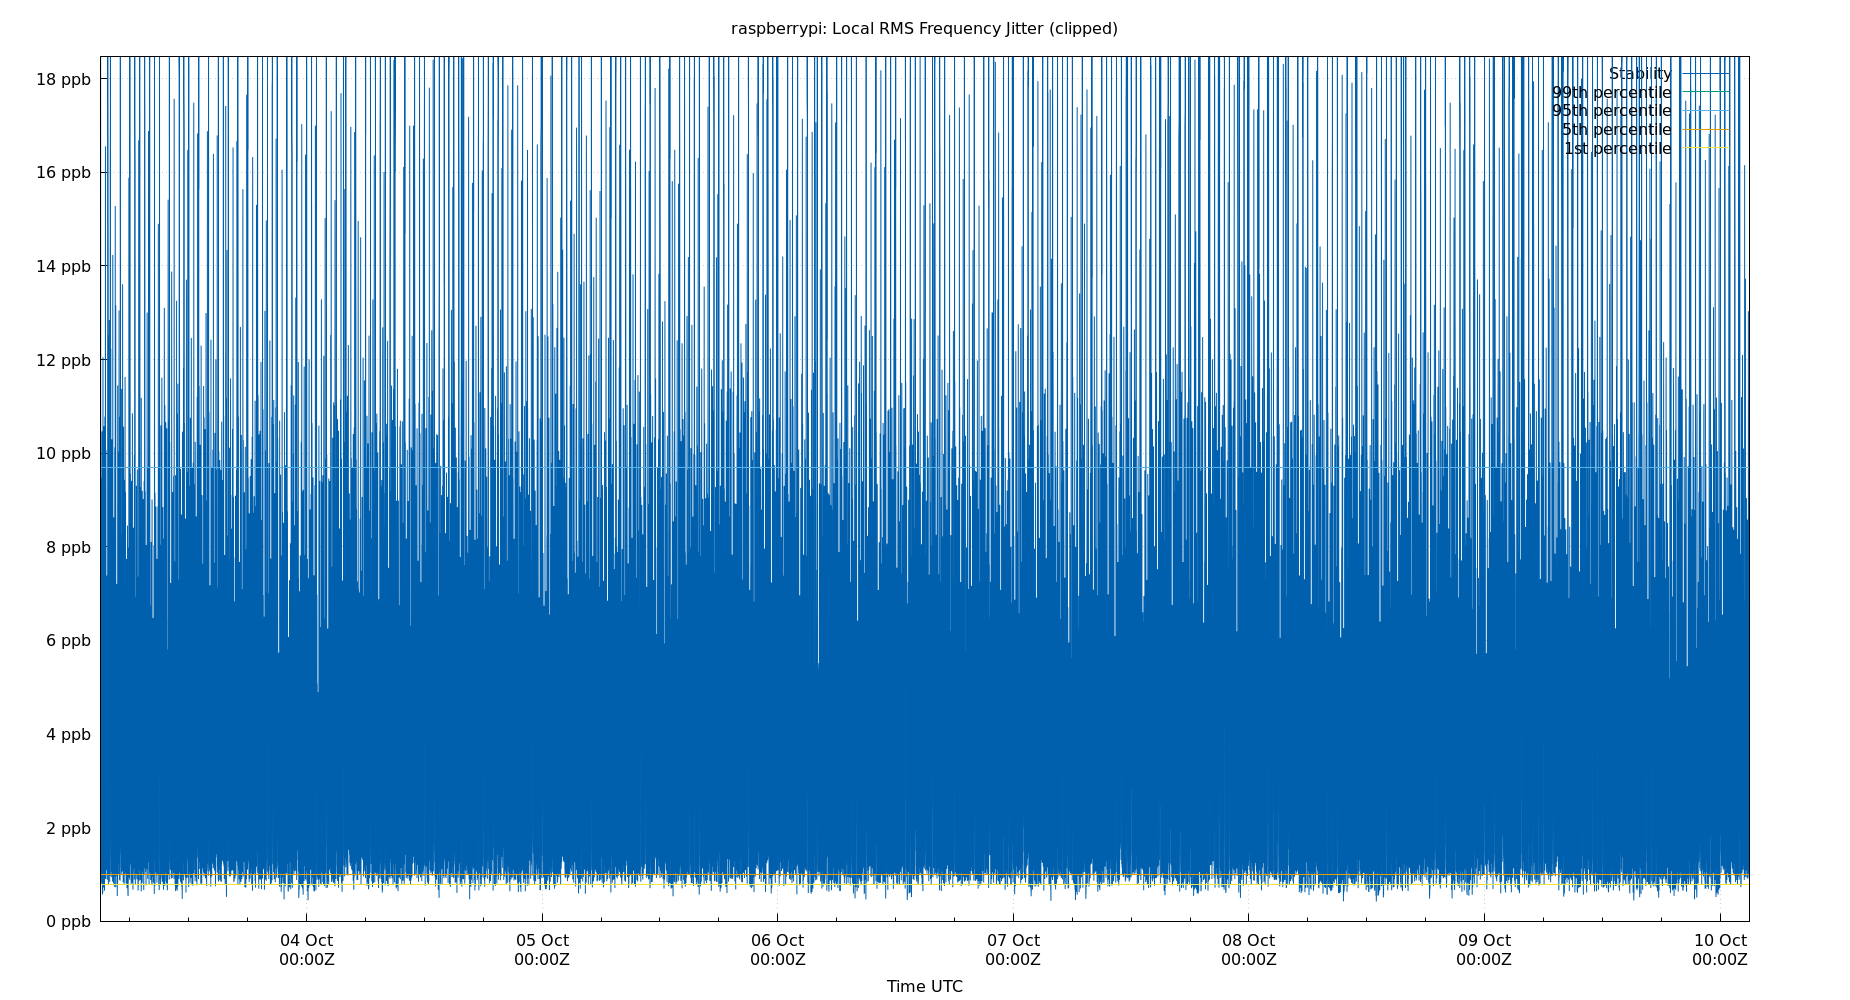 raspberrypi: Local RMS Frequency Jitter (clipped)
18 ppb
16 ppb
14 ppb
12 ppb
10 ppb
8 ppb
6 ppb
4 ppb
2 ppb
0 ppb
Stability
99th percentile
95th percentile
5th percentile
1st percentile
04 Oct
00:00Z
05 Oct
00:00Z
06 Oct
00:00Z
07 Oct
00:00Z
08 Oct
00:00Z
09 Oct
00:00Z
10 Oct
00:00Z
Time UTC